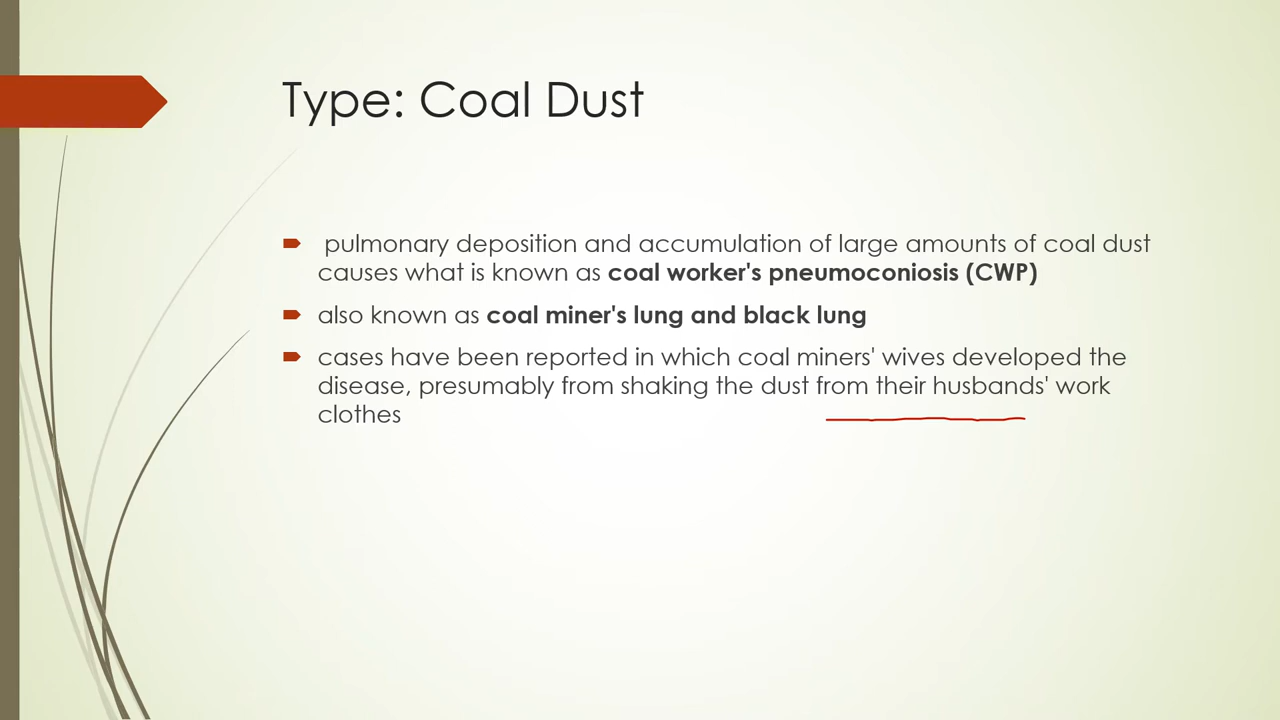 Type: Coal Dust
pulmonary deposition and accumulation of large amounts of coal dust
causes what is known as coal worker's pneumoconiosis (CWP)
also known as coal miner's lung and black lung
cases have been reported in which coal miners' wives developed the
disease, presumably from shaking the dust from their husbands' work
clothes